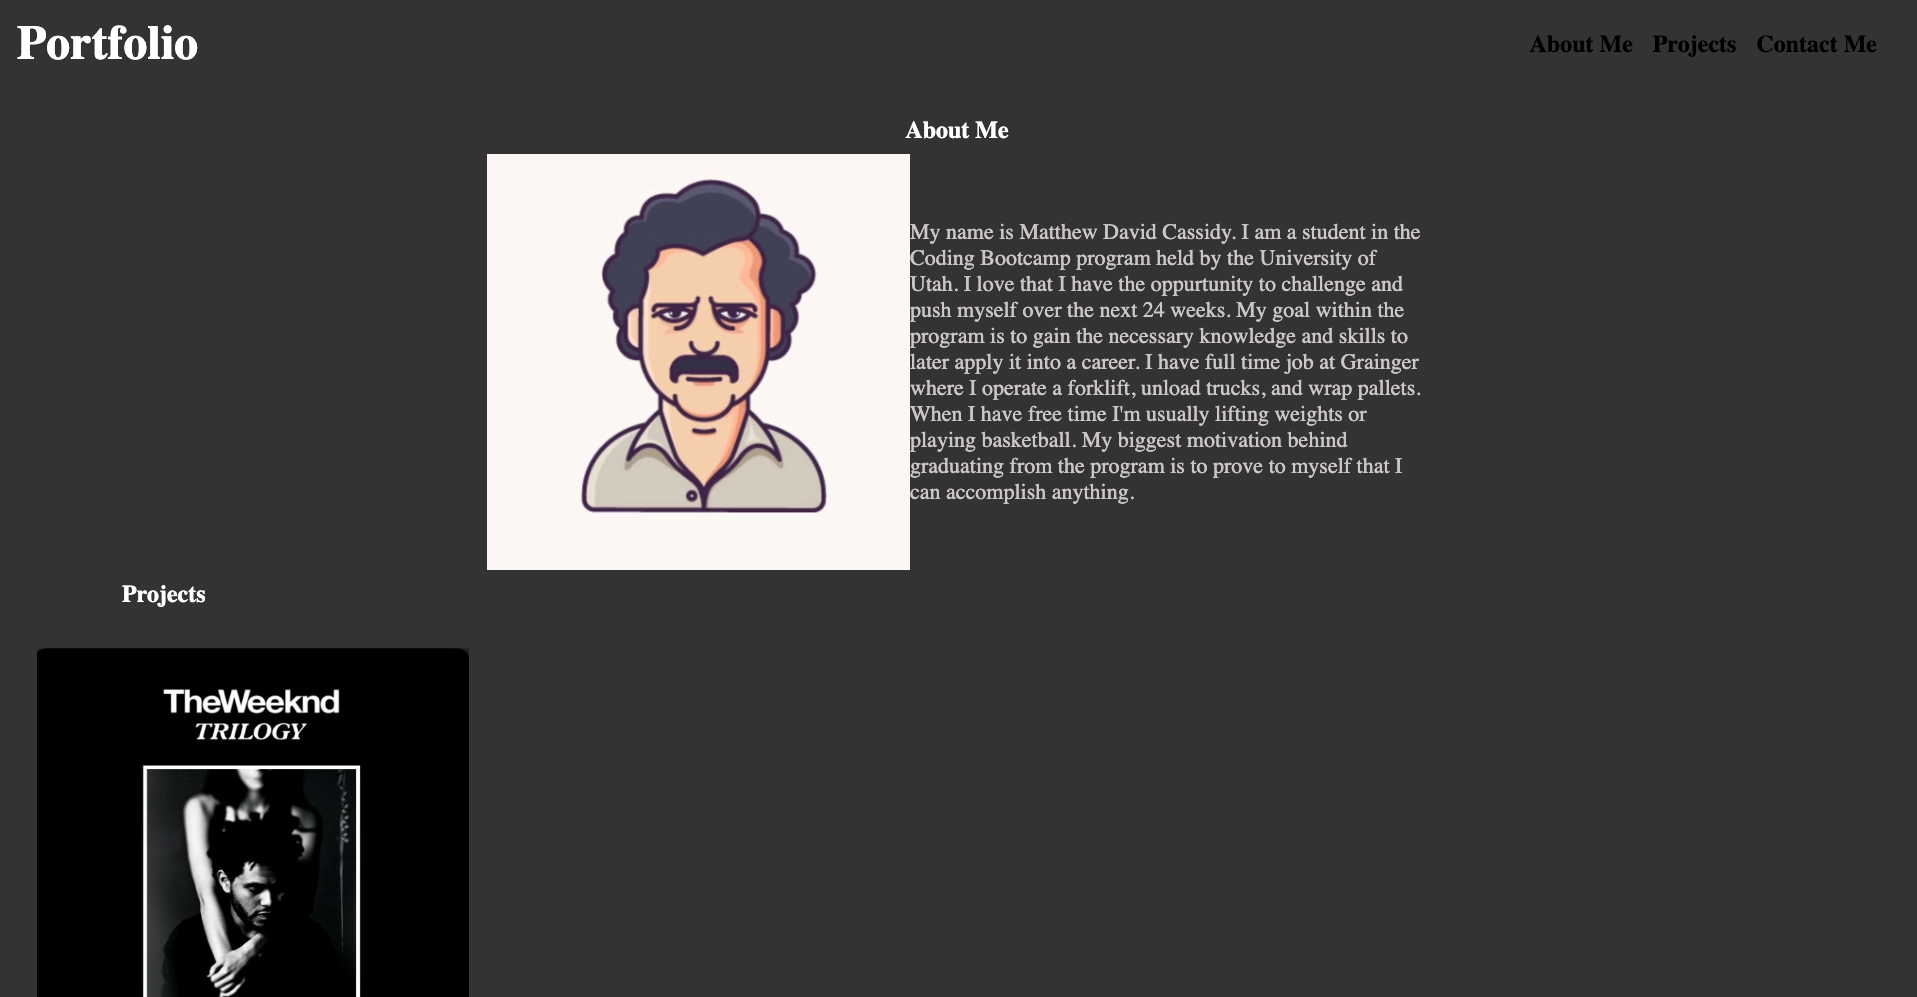 Portfolio
About Me Projects Contact Me
About Me
My name is Matthew David Cassidy. I am a student in the
Coding Bootcamp program held by the University of
Utah. I love that I have the oppurtunity to challenge and
push myself over the next 24 weeks. My goal within the
program is to gain the necessary knowledge and skills to
later apply it into a career. I have full time job at Grainger
where I operate a forklift, unload trucks, and wrap pallets.
When I have free time I'm usually lifting weights or
playing basketball. My biggest motivation behind
graduating from the program is to prove to myself that I
can accomplish anything.
Projects
TheWeeknd
TRILOGY